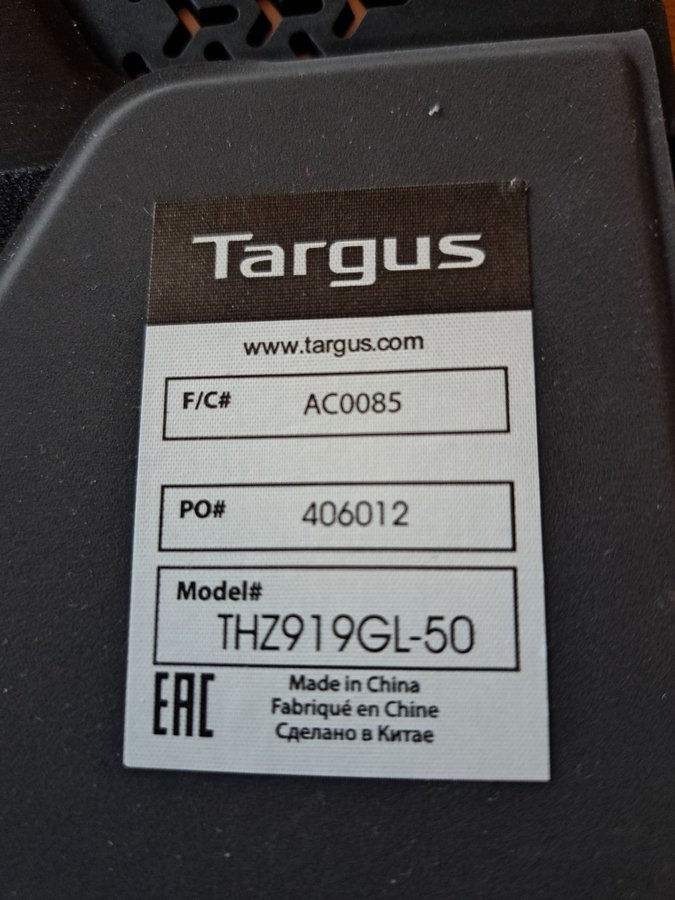 Targus
www.targus.com
F/C# AC0085
PO# 406012
Model#
THZ919GL-50
EAC
Made in China
Fabriqué en Chine
Сделано в Китае